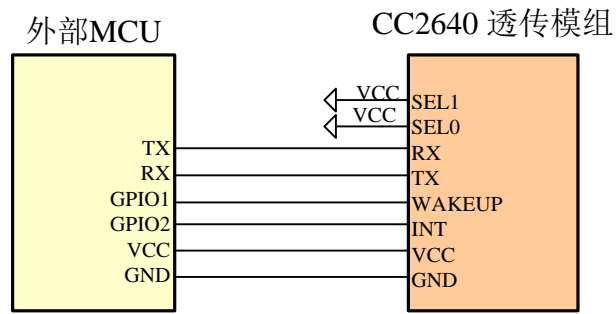 外部MCU
CC2640 透传模组
VCC
SEL1
VCC
SEL0
TX
RX
RX
TX
GPIO1
WAKEUP
GPIO2
INT
VCC
VCC
GND
GND